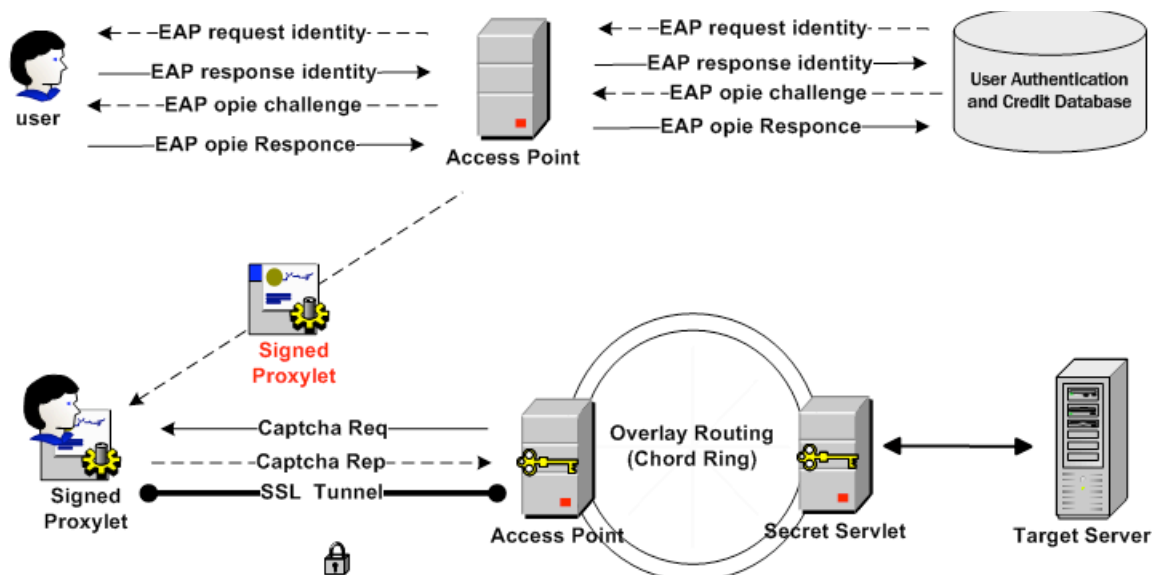 EAP request identity
EAP response identity
EAP opie challenge
EAP opie Responce
user
Access Point
EAP request identity
EAP response identity
EAP opie challenge
EAP opie Responce
User Authentication
and Credit Database
Signed
Proxylet
Captcha Req
Captcha Rep
SSL Tunnel
Signed
Proxylet
Overlay Routing
(Chord Ring)
Access Point
Secret Servlet
Target Server